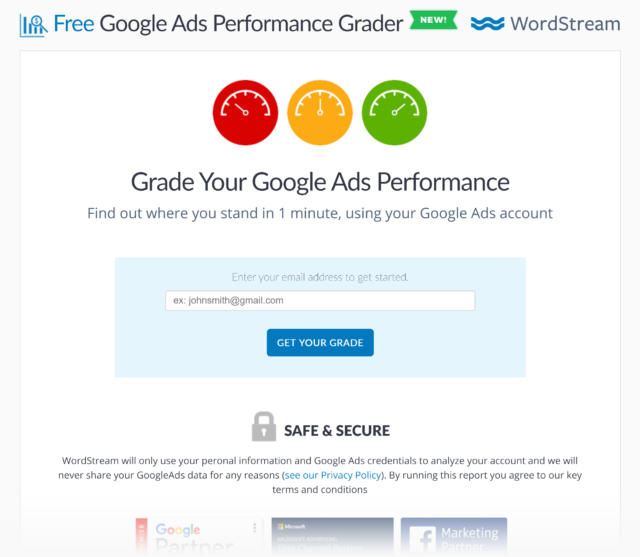 Free Google Ads Performance Grader NEW! WordStream
Grade Your Google Ads Performance
Find out where you stand in 1 minute, using your Google Ads account
Enter your email address to get started.
ex: johnsmith@gmail.com
GET YOUR GRADE
SAFE & SECURE
WordStream will only use your peronal information and Google Ads credentials to analyze your account and we will
never share your GoogleAds data for any reasons (see our Privacy Policy). By running this report you agree to our key
terms and conditions
Google Microsoft Marketing
Partner Partner